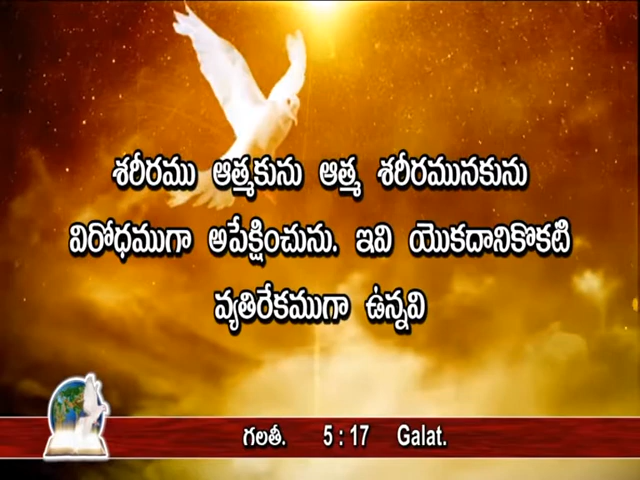 శరీరము ఆత్మకును ఆత్మ శరీరమునకును
విరోధముగా అపేక్షించును. ఇవి యొకదానికొకటి
వ్యతిరేకముగా ఉన్నవి
గలతీ. 5 : 17 Galat.